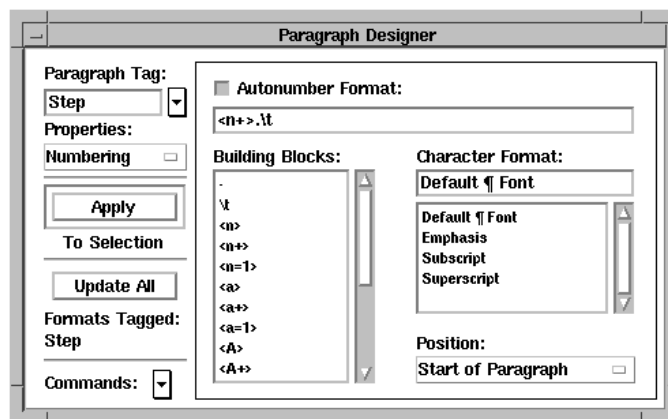 Paragraph Designer
Paragraph Tag:
Step
Properties:
Numbering
Apply
To Selection
Update All
Formats Tagged:
Step
Commands:
Autonumber Format:
<n+>.\t
Building Blocks:
.
\t
<n>
<n+>
<n=1>
<a>
<a+>
<a=1>
<A>
<A+>
Character Format:
Default ¶ Font
Default ¶ Font
Emphasis
Subscript
Superscript
Position:
Start of Paragraph